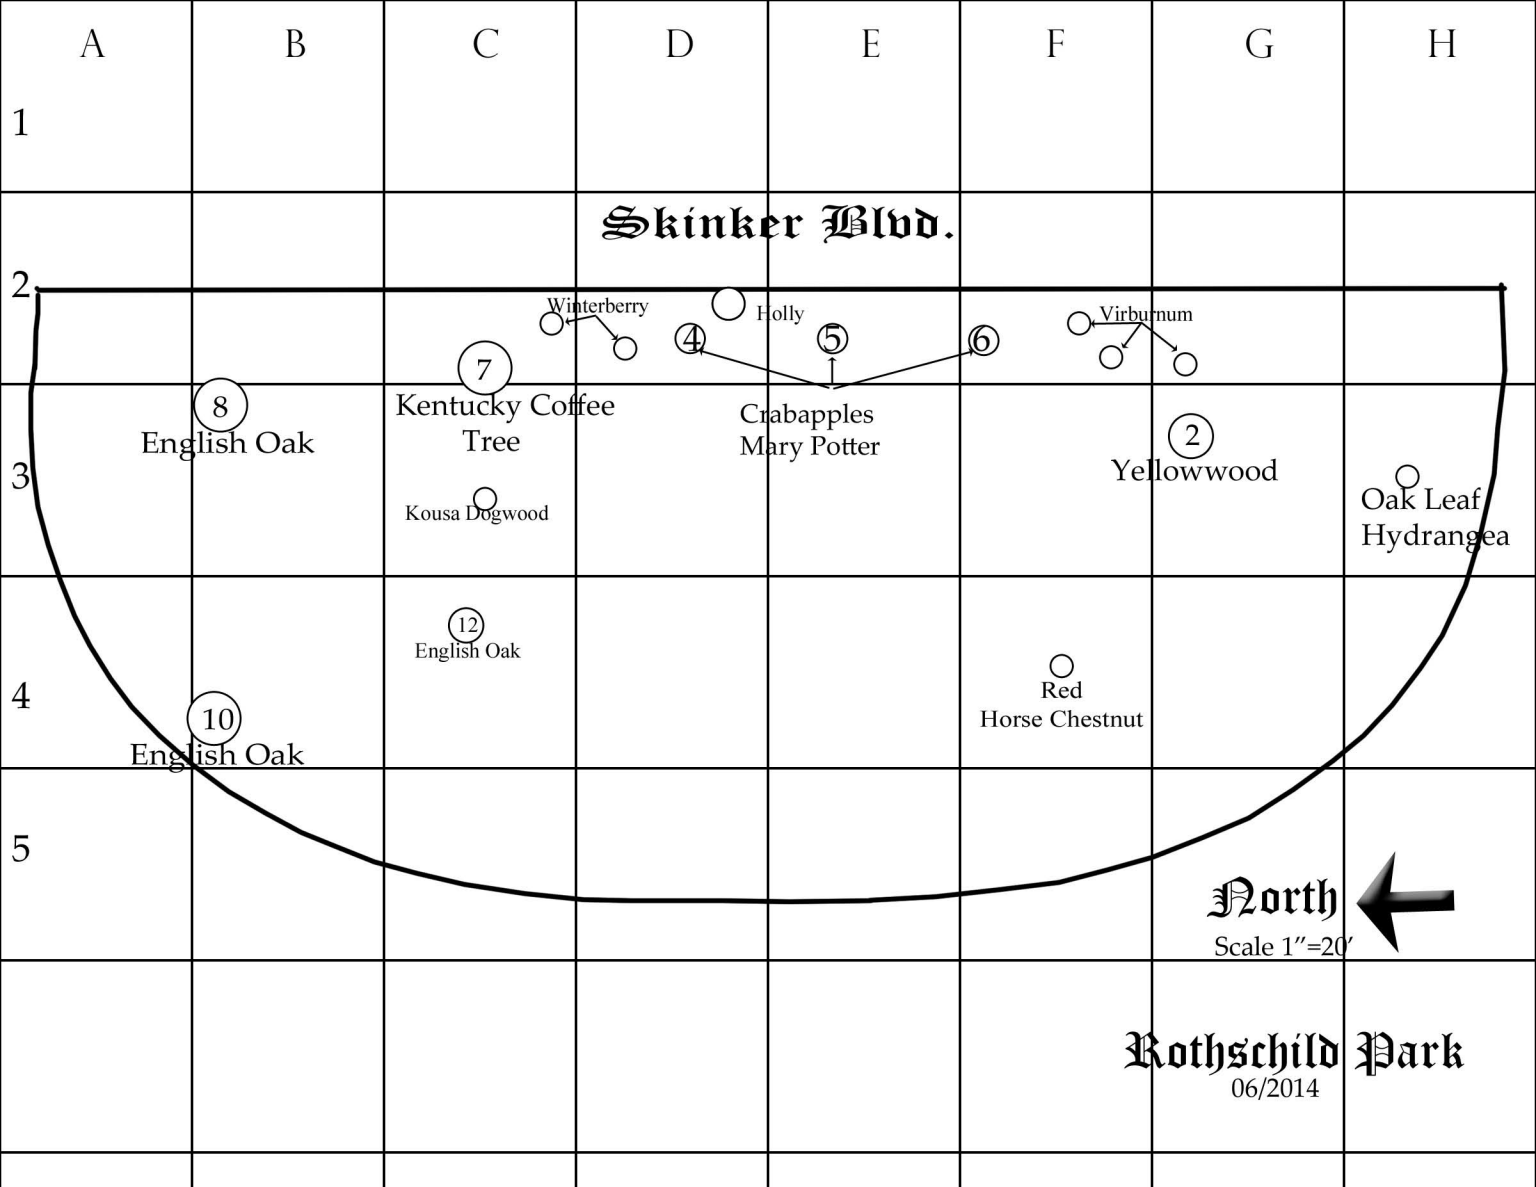 A B C D E F G H
1
Skinker Blvd.
2
Winterberry
Holly
Virburnum
4 5 6
7
8
Kentucky Coffee
Tree
Crabapples
Mary Potter
2
English Oak
Yellowwood
3
Kousa Dogwood
Oak Leaf
Hydrangea
12
English Oak
4
Red
Horse Chestnut
10
English Oak
5
North
Scale 1"=20'
Rothschild Park
06/2014